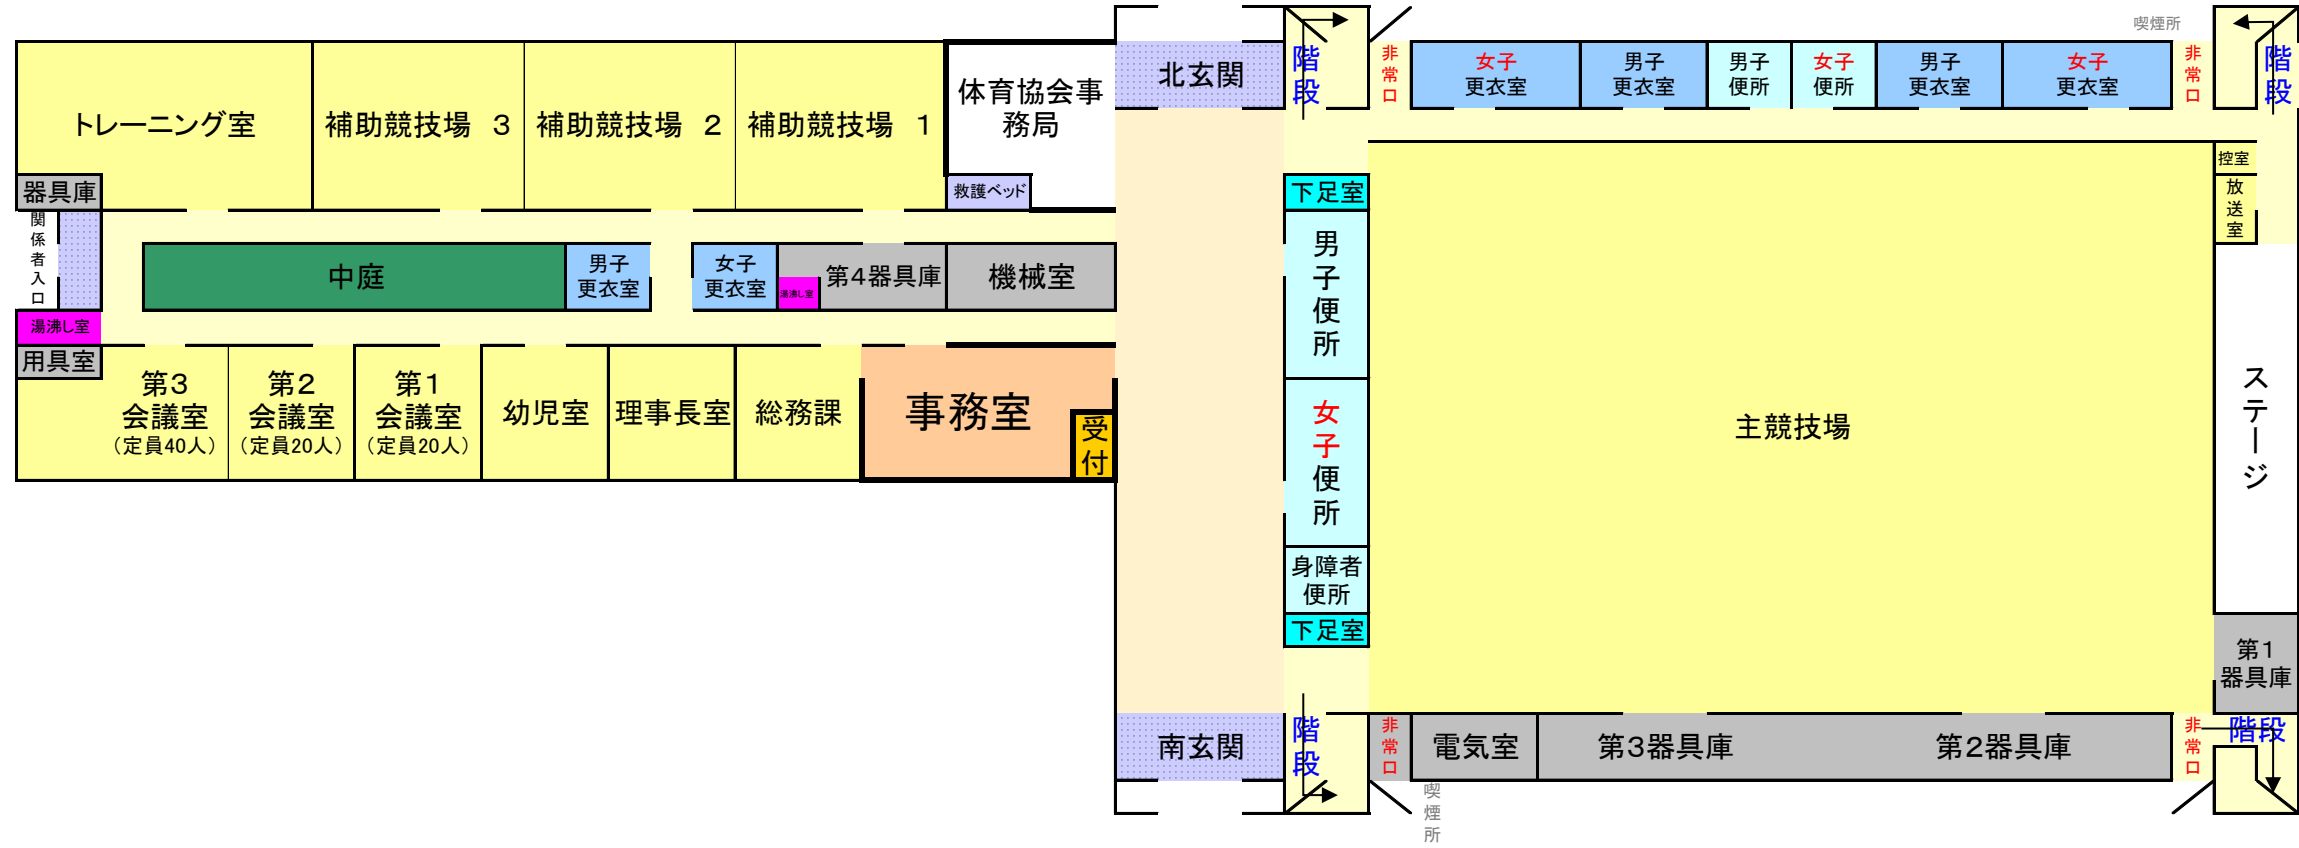 喫煙所
北玄関
階段
非常口
女子
更衣室
男子
更衣室
男子
便所
女子
便所
男子
更衣室
女子
更衣室
非常口
階段
トレーニング室
補助競技場 3
補助競技場 2
補助競技場 1
体育協会事
務局
救護ベッド
器具庫
関係者入口
下足室
控室
放送室
中庭
男子
更衣室
女子
更衣室
湯沸し室
第4器具庫
機械室
男子便所
湯沸し室
用具室
第3
会議室
(定員40人)
第2
会議室
(定員20人)
第1
会議室
(定員20人)
幼児室
理事長室
総務課
事務室
受付
女子便所
主競技場
ステージ
身障者
便所
下足室
第1
器具庫
南玄関
階段
非常口
電気室
第3器具庫
第2器具庫
非常口
階段
喫煙所